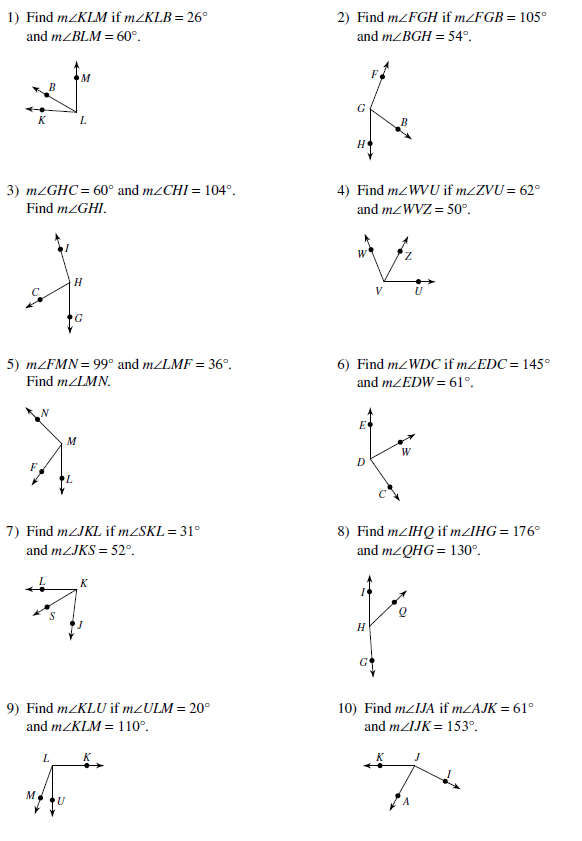 1) Find m∠KLM if m∠KLB = 26°
and m∠BLM = 60°.
M
B
K
L
2) Find m∠FGH if m∠FGB = 105°
and m∠BGH = 54°.
F
G
B
H
3) m∠GHC = 60° and m∠CHI = 104°.
Find m∠GHI.
I
H
C
G
4) Find m∠WVU if m∠ZVU = 62°
and m∠WVZ = 50°.
W
Z
V
U
5) m∠FMN = 99° and m∠LMF = 36°.
Find m∠LMN.
N
M
F
L
6) Find m∠WDC if m∠EDC = 145°
and m∠EDW = 61°.
E
W
D
C
7) Find m∠JKL if m∠SKL = 31°
and m∠JKS = 52°.
L
K
S
J
8) Find m∠IHQ if m∠IHG = 176°
and m∠QHG = 130°.
I
Q
H
G
9) Find m∠KLU if m∠ULM = 20°
and m∠KLM = 110°.
L
K
M
U
10) Find m∠IJA if m∠AJK = 61°
and m∠IJK = 153°.
K
J
I
A